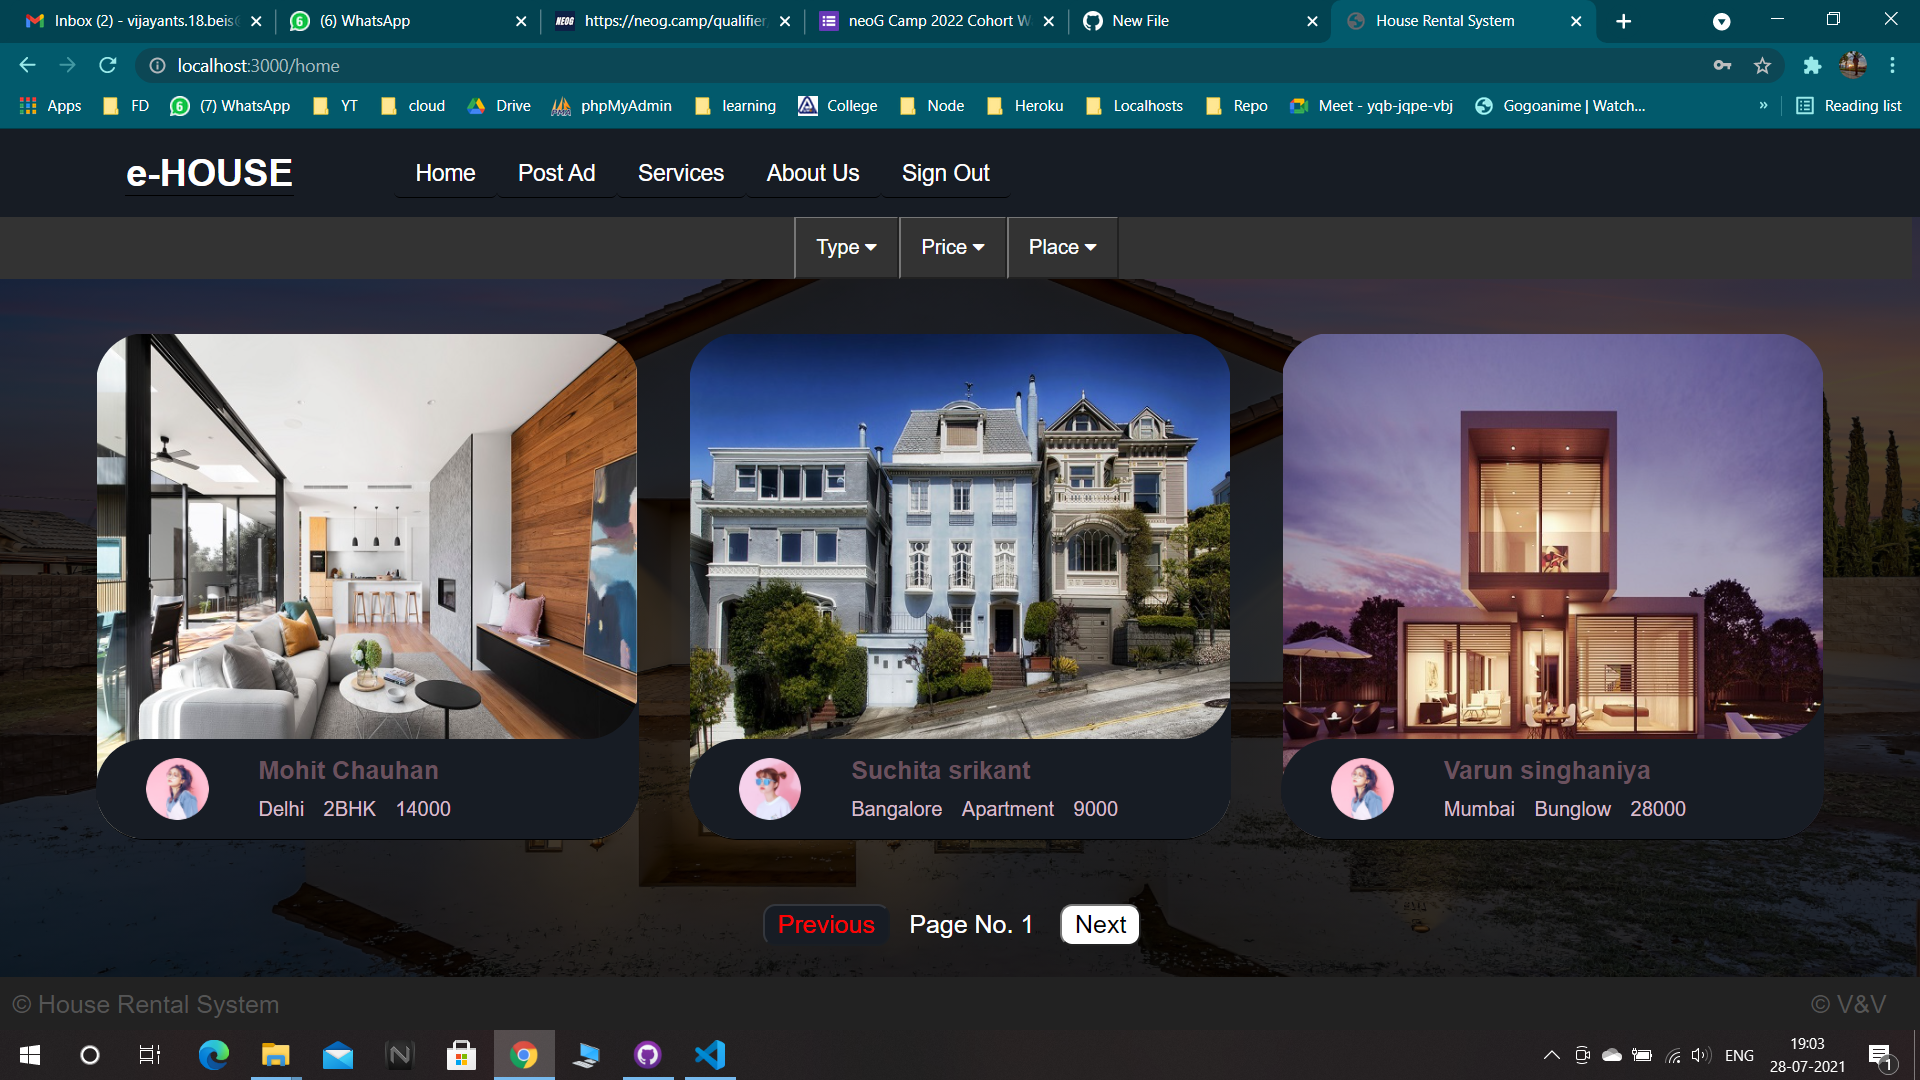 Inbox (2) - vijayants.18.beis
(6) WhatsApp
https://neog.camp/qualifier
neoG Camp 2022 Cohort W
New File
House Rental System
localhost:3000/home
Apps
FD
6
(7) WhatsApp
YT
cloud
Drive
phpMyAdmin
learning
College
Node
Heroku
Localhosts
Repo
Meet - yqb-jqpe-vbj
Gogoanime | Watch...
»
Reading list
e-HOUSE
Home
Post Ad
Services
About Us
Sign Out
Type
Price
Place
Mohit Chauhan
Delhi 2BHK 14000
Suchita srikant
Bangalore Apartment 9000
Varun singhaniya
Mumbai Bunglow 28000
Previous
Page No. 1
Next
© House Rental System
© V&V
ENG
19:03
28-07-2021
1